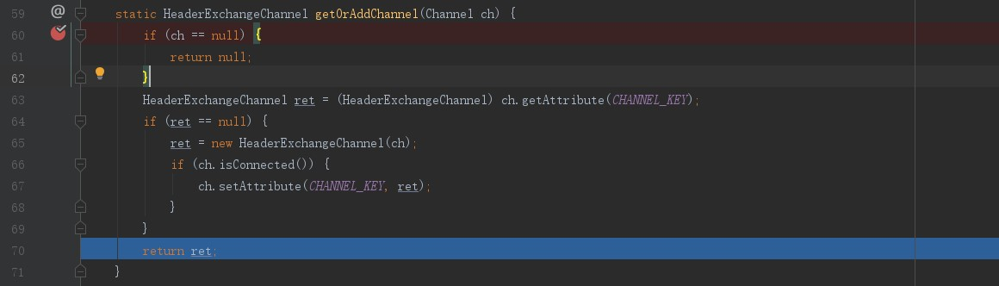 59 @ static HeaderExchangeChannel getOrAddChannel(Channel ch) {
60 if (ch == null) {
61 return null;
62 }
63 HeaderExchangeChannel ret = (HeaderExchangeChannel) ch.getAttribute(CHANNEL_KEY);
64 if (ret == null) {
65 ret = new HeaderExchangeChannel(ch);
66 if (ch.isConnected()) {
67 ch.setAttribute(CHANNEL_KEY, ret);
68 }
69 }
70 return ret;
71 }